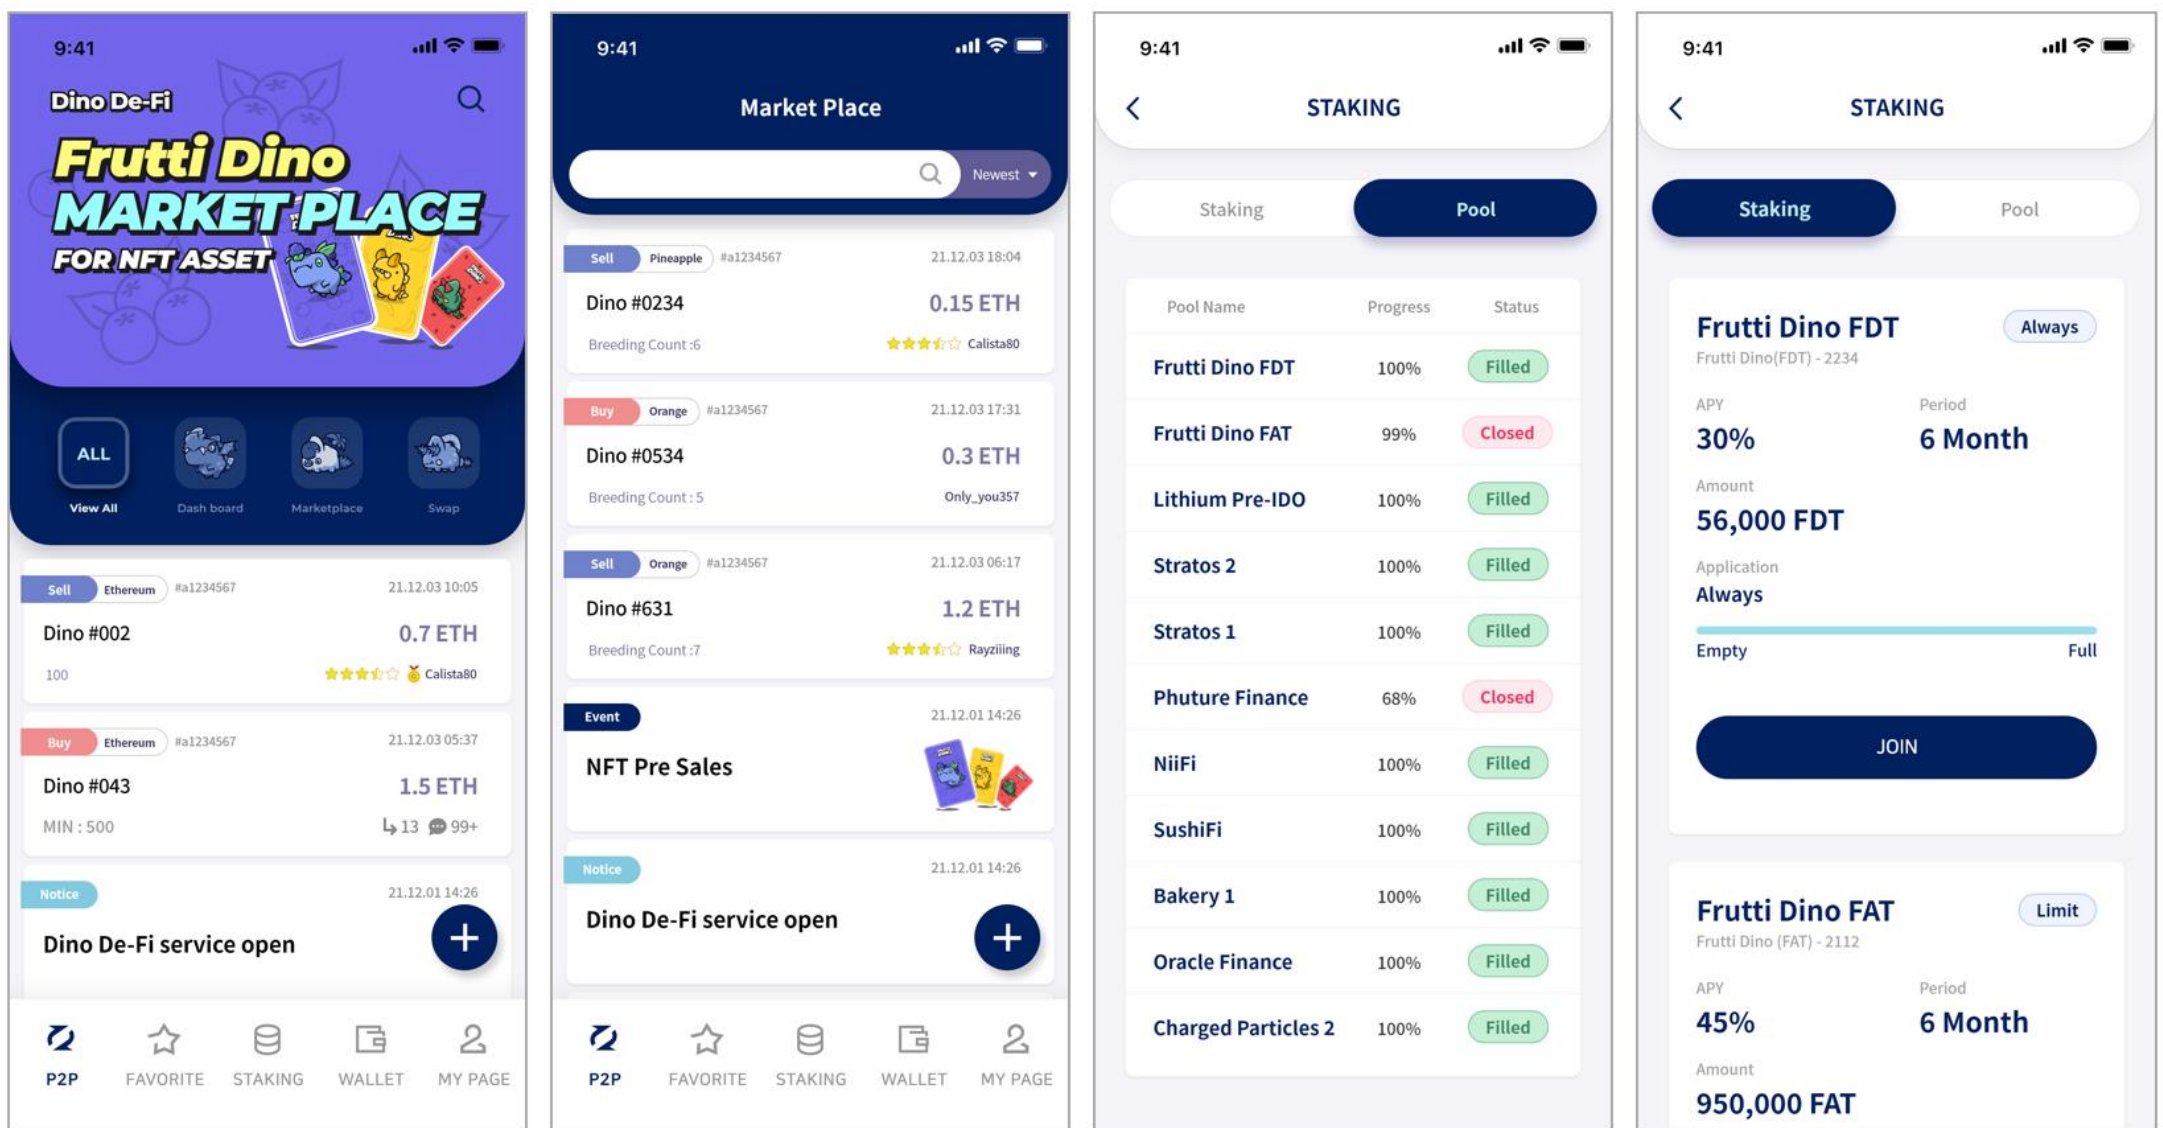 9:41
Dino De-Fi
Frutti Dino
MARKET PLACE
FOR NFT ASSET
ALL
View All
Dash board
Marketplace
Swap
Sell Ethereum #a1234567 21.12.03 10:05
Dino #002 0.7 ETH
100 Calista80
Buy Ethereum #a1234567 21.12.03 05:37
Dino #043 1.5 ETH
MIN : 500 13 99+
Notice 21.12.01 14:26
Dino De-Fi service open
P2P FAVORITE STAKING WALLET MY PAGE
9:41
Market Place
Newest
Sell Pineapple #a1234567 21.12.03 18:04
Dino #0234 0.15 ETH
Breeding Count :6 Calista80
Buy Orange #a1234567 21.12.03 17:31
Dino #0534 0.3 ETH
Breeding Count : 5 Only_you357
Sell Orange #a1234567 21.12.03 06:17
Dino #631 1.2 ETH
Breeding Count :7 Rayziiing
Event 21.12.01 14:26
NFT Pre Sales
Notice 21.12.01 14:26
Dino De-Fi service open
P2P FAVORITE STAKING WALLET MY PAGE
9:41
STAKING
Staking Pool
Pool Name Progress Status
Frutti Dino FDT 100% Filled
Frutti Dino FAT 99% Closed
Lithium Pre-IDO 100% Filled
Stratos 2 100% Filled
Stratos 1 100% Filled
Phuture Finance 68% Closed
NiiFi 100% Filled
SushiFi 100% Filled
Bakery 1 100% Filled
Oracle Finance 100% Filled
Charged Particles 2 100% Filled
9:41
STAKING
Staking Pool
Frutti Dino FDT Always
Frutti Dino(FDT) - 2234
APY Period
30% 6 Month
Amount
56,000 FDT
Application
Always
Empty Full
JOIN
Frutti Dino FAT Limit
Frutti Dino (FAT) - 2112
APY Period
45% 6 Month
Amount
950,000 FAT